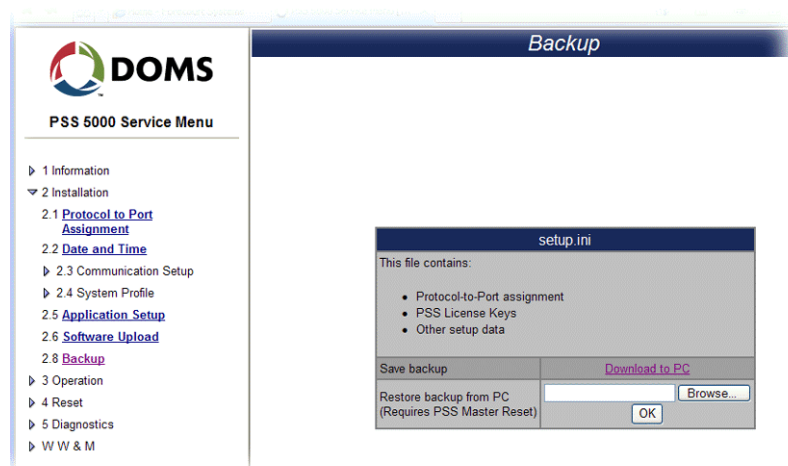 Backup
DOMS
PSS 5000 Service Menu
1 Information
2 Installation
2.1 Protocol to Port
Assignment
2.2 Date and Time
2.3 Communication Setup
2.4 System Profile
2.5 Application Setup
2.6 Software Upload
2.8 Backup
3 Operation
4 Reset
5 Diagnostics
W W & M
setup.ini
This file contains:
• Protocol-to-Port assignment
• PSS License Keys
• Other setup data
Save backup
Download to PC
Restore backup from PC
(Requires PSS Master Reset)
Browse...
OK